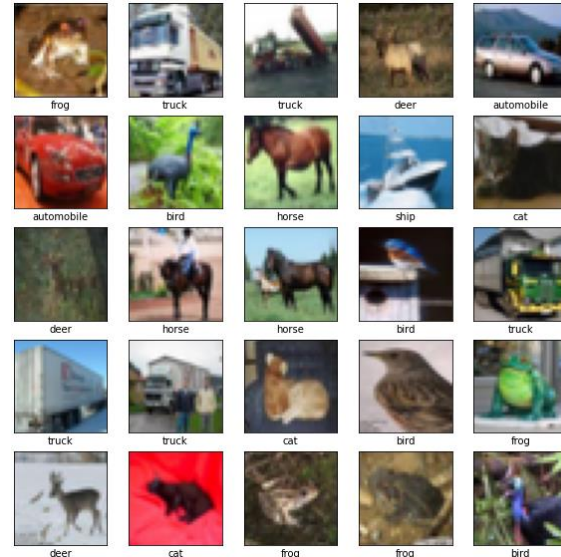 frog truck truck deer automobile
automobile bird horse ship cat
deer horse horse bird truck
truck truck cat bird frog
deer cat frog frog bird